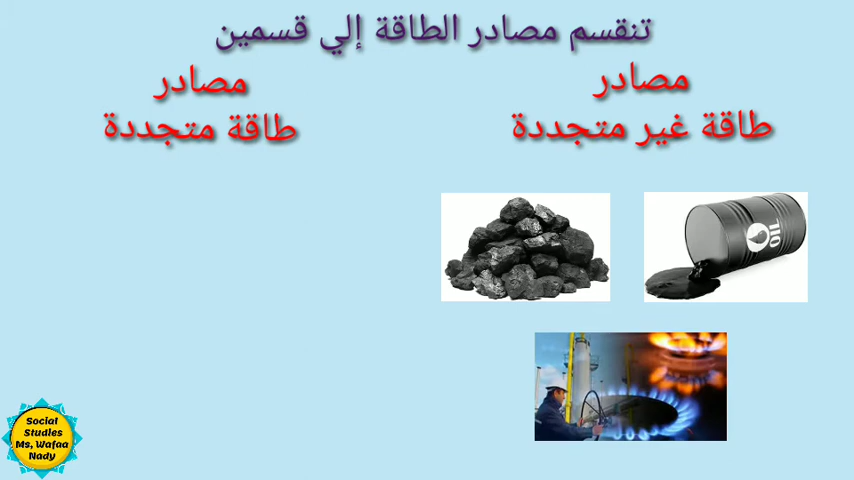 تنقسم مصادر الطاقة إلي قسمين
مصادر
طاقة غير متجددة
مصادر
طاقة متجددة
OIL
Social
Studies
Ms, Wafaa
Nady